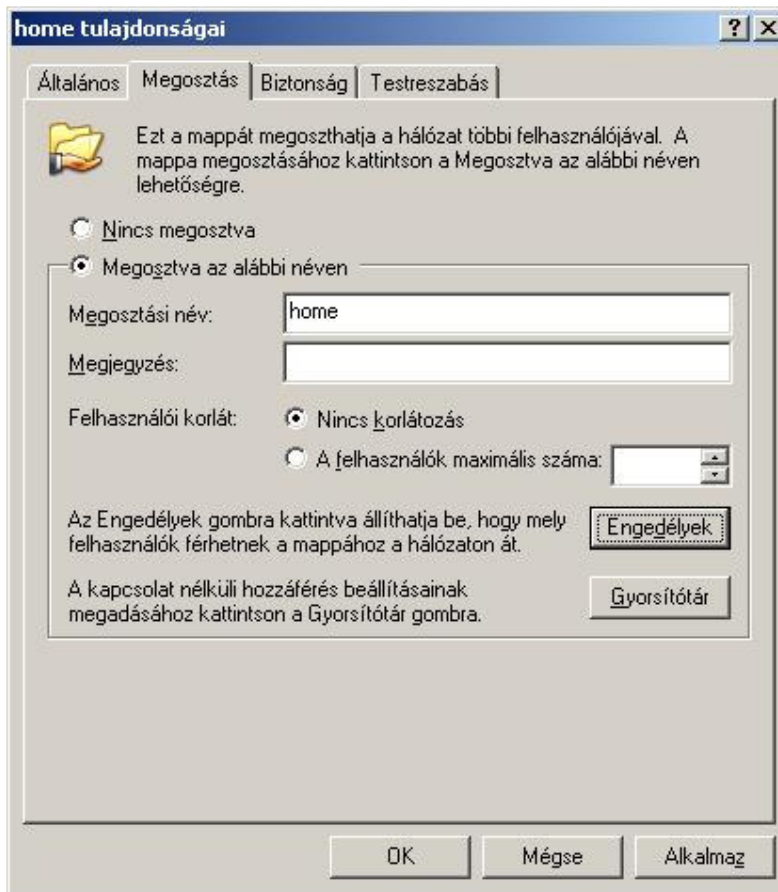 home tulajdonságai
Általános
Megosztás
Biztonság
Testreszabás
Ezt a mappát megoszthatja a hálózat többi felhasználójával. A
mappa megosztásához kattintson a Megosztva az alábbi néven
lehetőségre.
Nincs megosztva
Megosztva az alábbi néven
Megosztási név:
home
Megjegyzés:
Felhasználói korlát:
Nincs korlátozás
A felhasználók maximális száma:
Az Engedélyek gombra kattintva állíthatja be, hogy mely
felhasználók férhetnek a mappához a hálózaton át.
Engedélyek
A kapcsolat nélküli hozzáférés beállításainak
megadásához kattintson a Gyorsítótár gombra.
Gyorsítótár
OK
Mégse
Alkalmaz